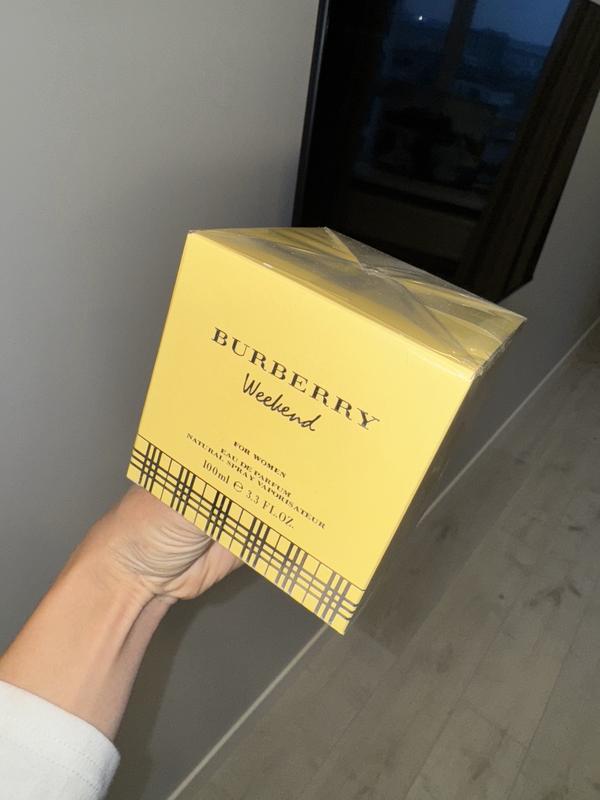 BURBERRY
Weekend
FOR WOMEN
EAU DE PARFUM
NATURAL SPRAY VAPORISATEUR
100ml ℮ 3.3 FL.OZ.